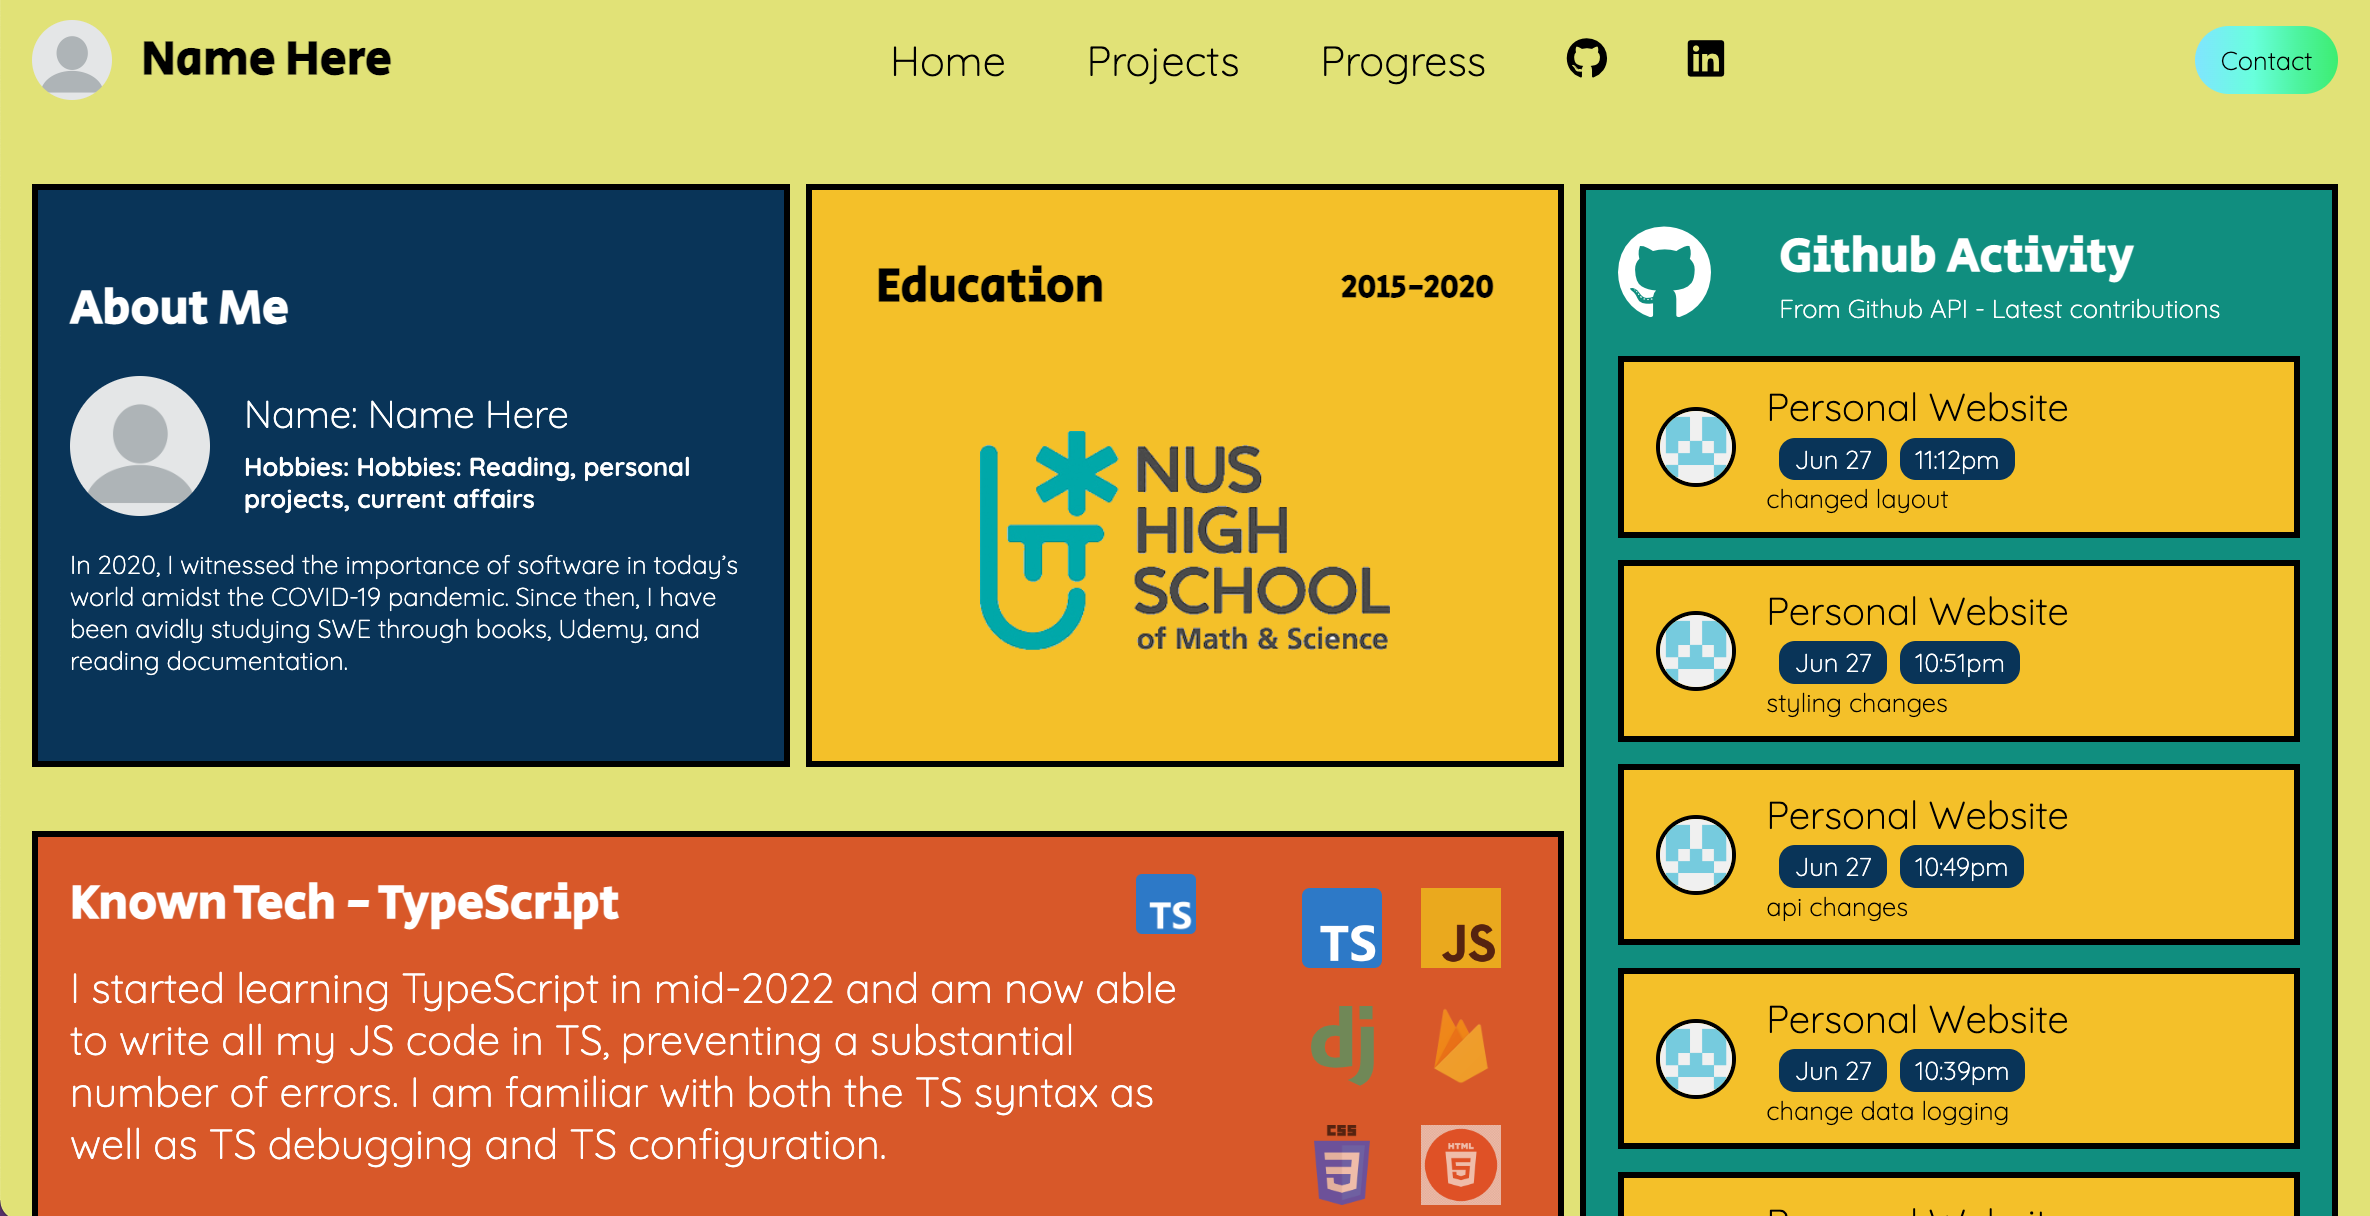 Name Here
Home
Projects
Progress
in
Contact
About Me
Name: Name Here
Hobbies: Hobbies: Reading, personal
projects, current affairs
In 2020, I witnessed the importance of software in today’s
world amidst the COVID-19 pandemic. Since then, I have
been avidly studying SWE through books, Udemy, and
reading documentation.
Education
2015-2020
NUS
HIGH
SCHOOL
of Math & Science
Github Activity
From Github API - Latest contributions
Personal Website
Jun 27
11:12pm
changed layout
Personal Website
Jun 27
10:51pm
styling changes
Personal Website
Jun 27
10:49pm
api changes
Personal Website
Jun 27
10:39pm
change data logging
Known Tech - TypeScript
TS
I started learning TypeScript in mid-2022 and am now able
to write all my JS code in TS, preventing a substantial
number of errors. I am familiar with both the TS syntax as
well as TS debugging and TS configuration.
TS
JS
dj
CSS
3
HTML
5